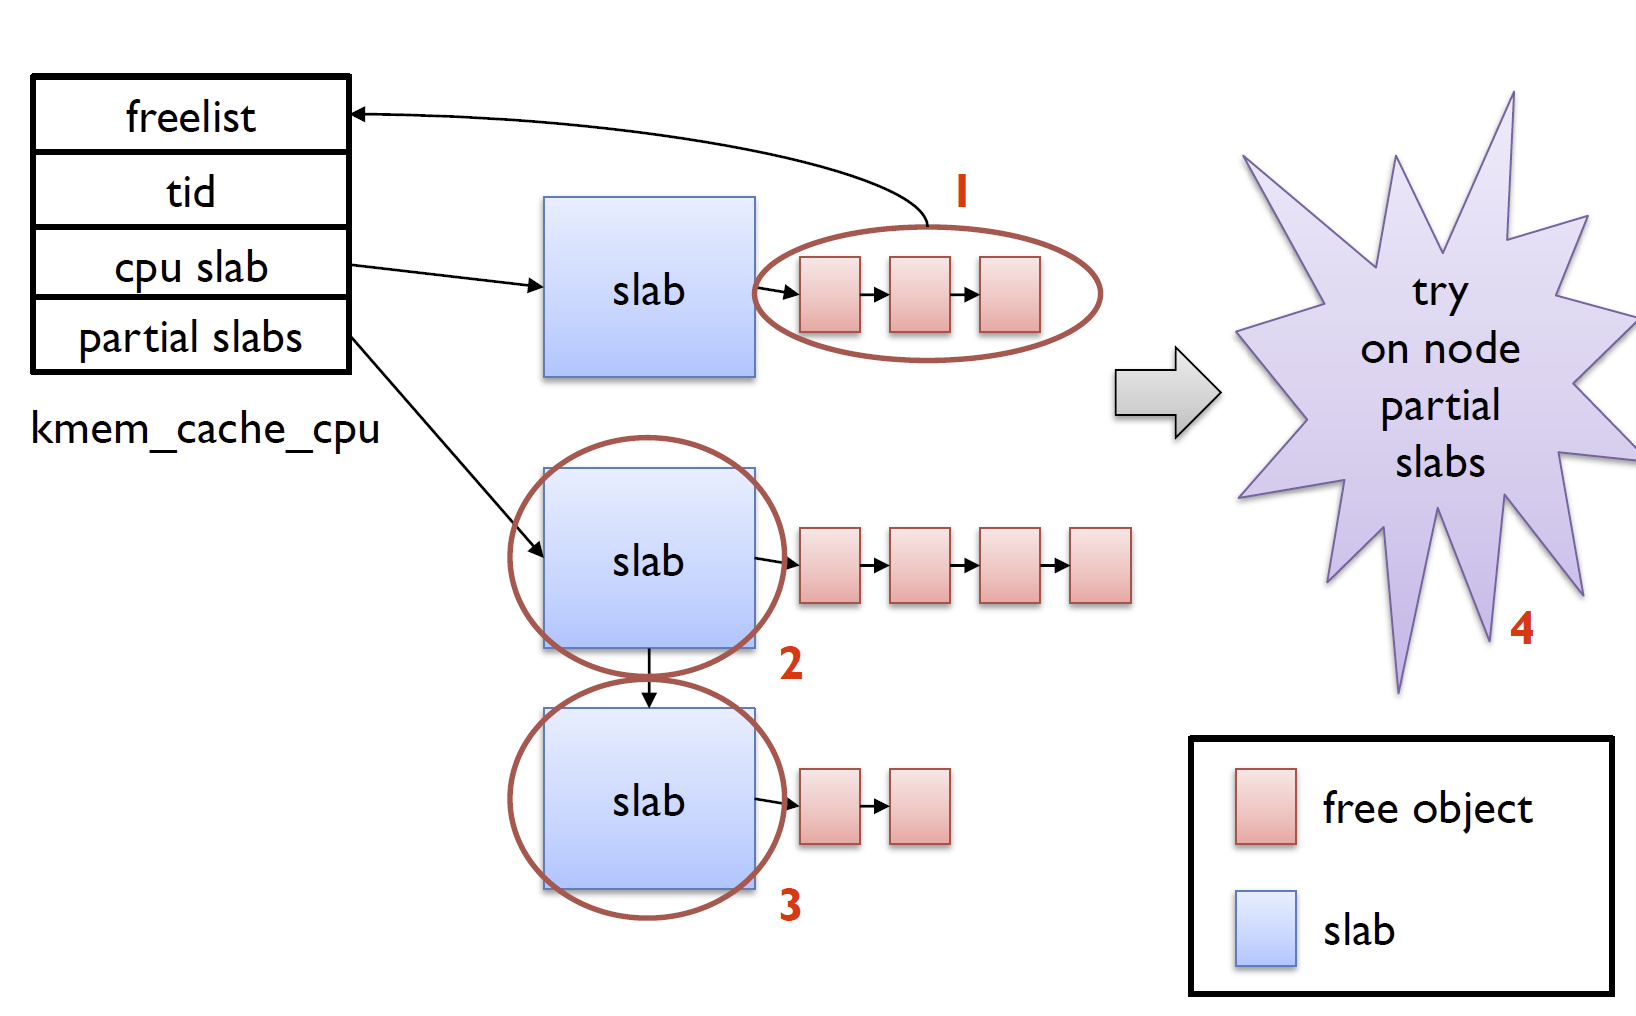 freelist
tid
cpu slab
partial slabs
kmem_cache_cpu
slab
1
slab
2
slab
3
try
on node
partial
slabs
4
free object
slab